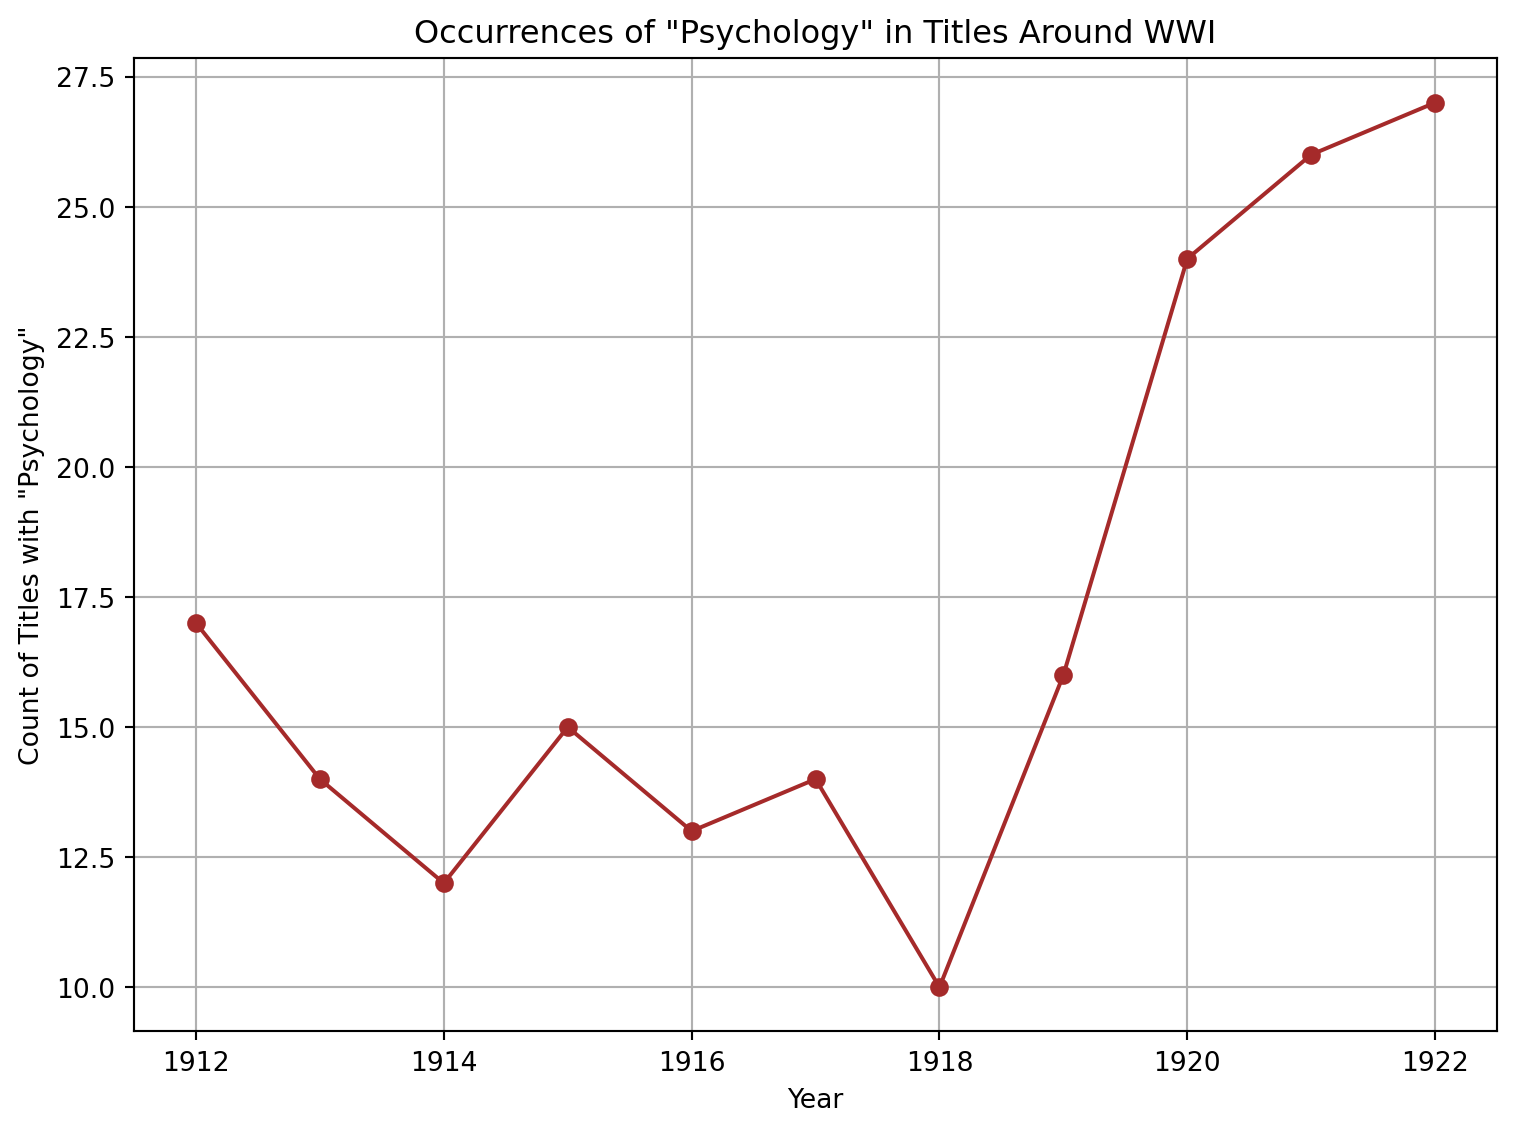 Occurrences of "Psychology" in Titles Around WWI
Count of Titles with "Psychology"
27.5
25.0
22.5
20.0
17.5
15.0
12.5
10.0
1912 1914 1916 1918 1920 1922
Year